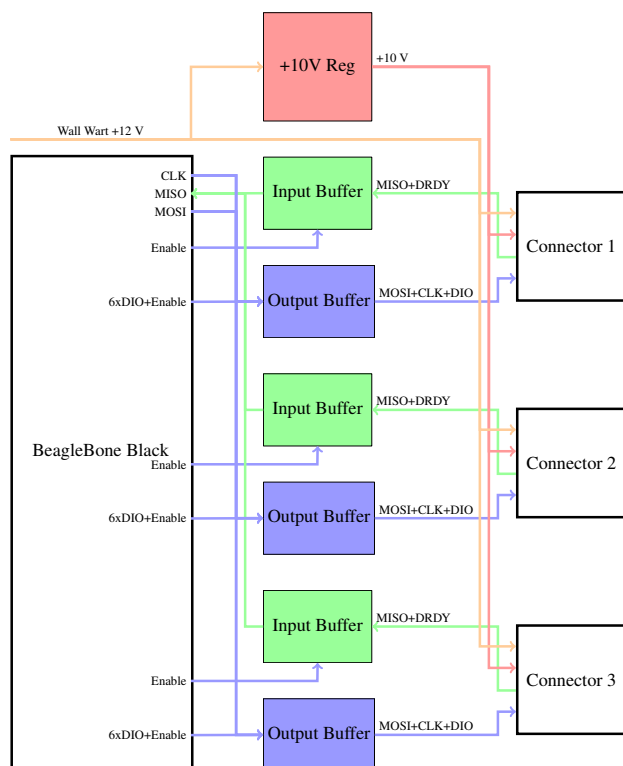 +10V Reg
+10 V
Wall Wart +12 V
CLK
MISO
MOSI
Enable
6xDIO+Enable
Input Buffer
MISO+DRDY
Output Buffer
MOSI+CLK+DIO
Connector 1
BeagleBone Black
Enable
6xDIO+Enable
Input Buffer
MISO+DRDY
Output Buffer
MOSI+CLK+DIO
Connector 2
Enable
6xDIO+Enable
Input Buffer
MISO+DRDY
Output Buffer
MOSI+CLK+DIO
Connector 3